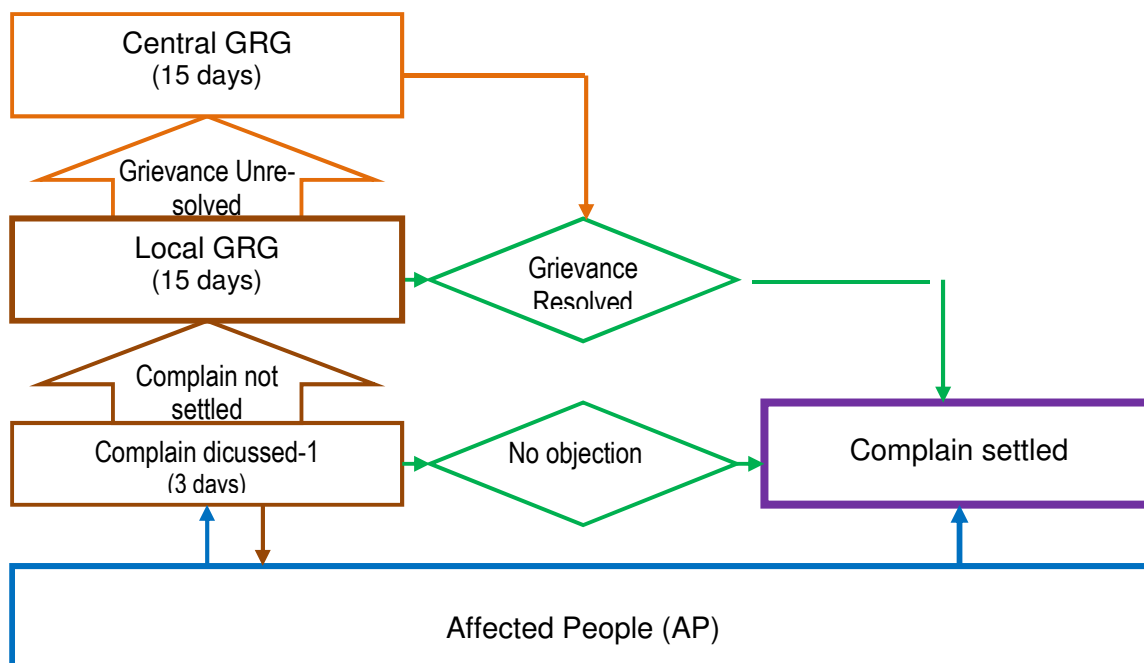 Central GRG
(15 days)
Grievance Unre-
solved
Local GRG
(15 days)
Grievance
Resolved
Complain not
settled
Complain dicussed-1
(3 days)
No objection
Complain settled
Affected People (AP)